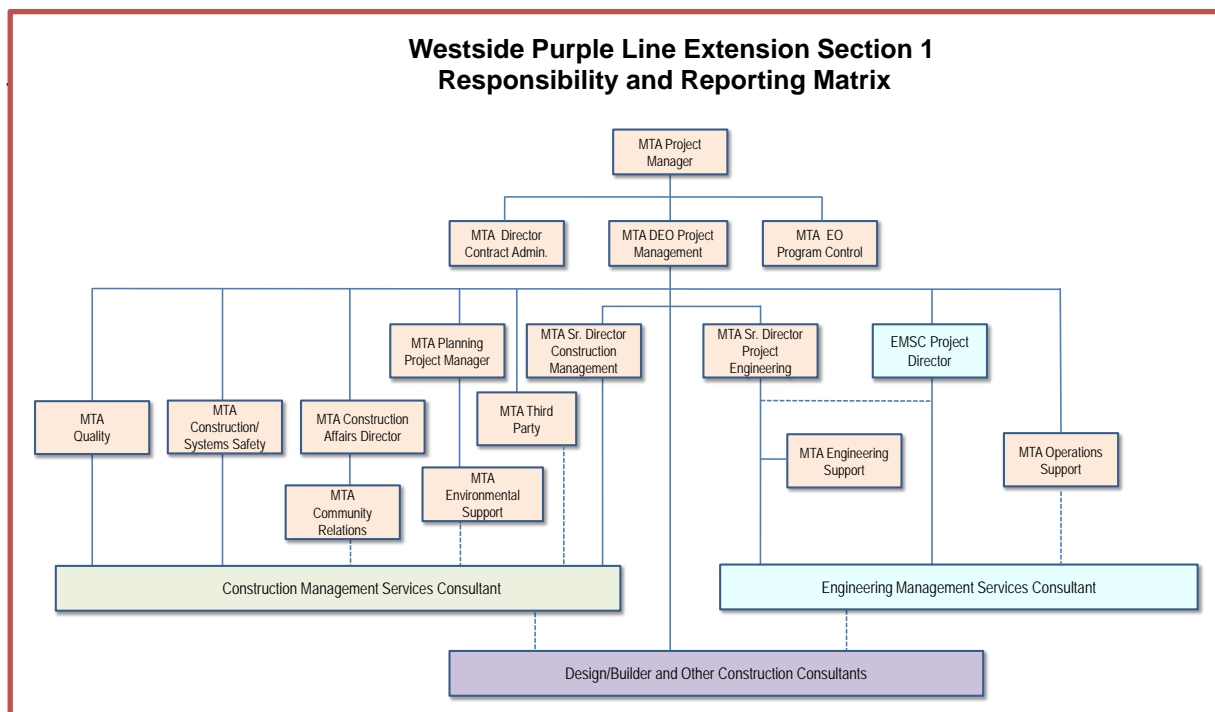 Westside Purple Line Extension Section 1
Responsibility and Reporting Matrix
MTA Project
Manager
MTA Director
Contract Admin.
MTA DEO Project
Management
MTA EO
Program Control
MTA Planning
Project Manager
MTA Sr. Director
Construction
Management
MTA Sr. Director
Project
Engineering
EMSC Project
Director
MTA
Quality
MTA
Construction/
Systems Safety
MTA Construction
Affairs Director
MTA Third
Party
MTA Engineering
Support
MTA Operations
Support
MTA
Community
Relations
MTA
Environmental
Support
Construction Management Services Consultant
Engineering Management Services Consultant
Design/Builder and Other Construction Consultants